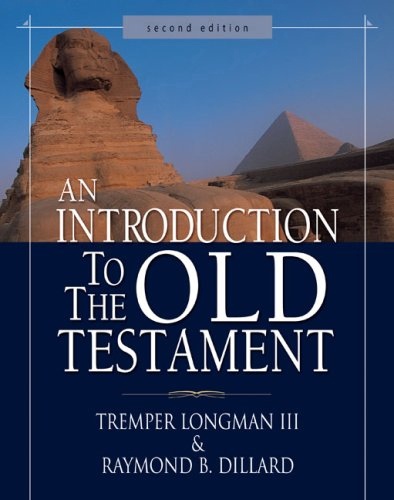 second edition
AN
INTRODUCTION
TO
THE OLD
TESTAMENT
TREMPER LONGMAN III
&
RAYMOND B. DILLARD